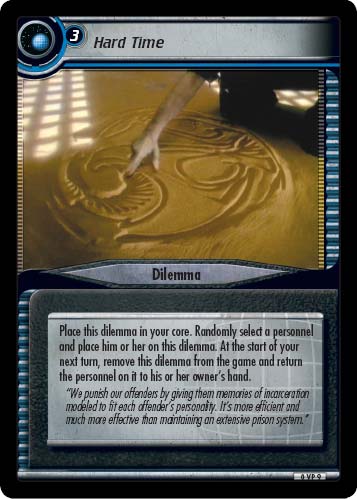 3
Hard Time
Dilemma
Place this dilemma in your core. Randomly select a personnel
and place him or her on this dilemma. At the start of your
next turn, remove this dilemma from the game and return
the personnel on it to his or her owner's hand.
"We punish our offenders by giving them memories of incarceration
modeled to fit each offender's personality. It's more efficient and
much more effective than maintaining an extensive prison system."
0 VP 9